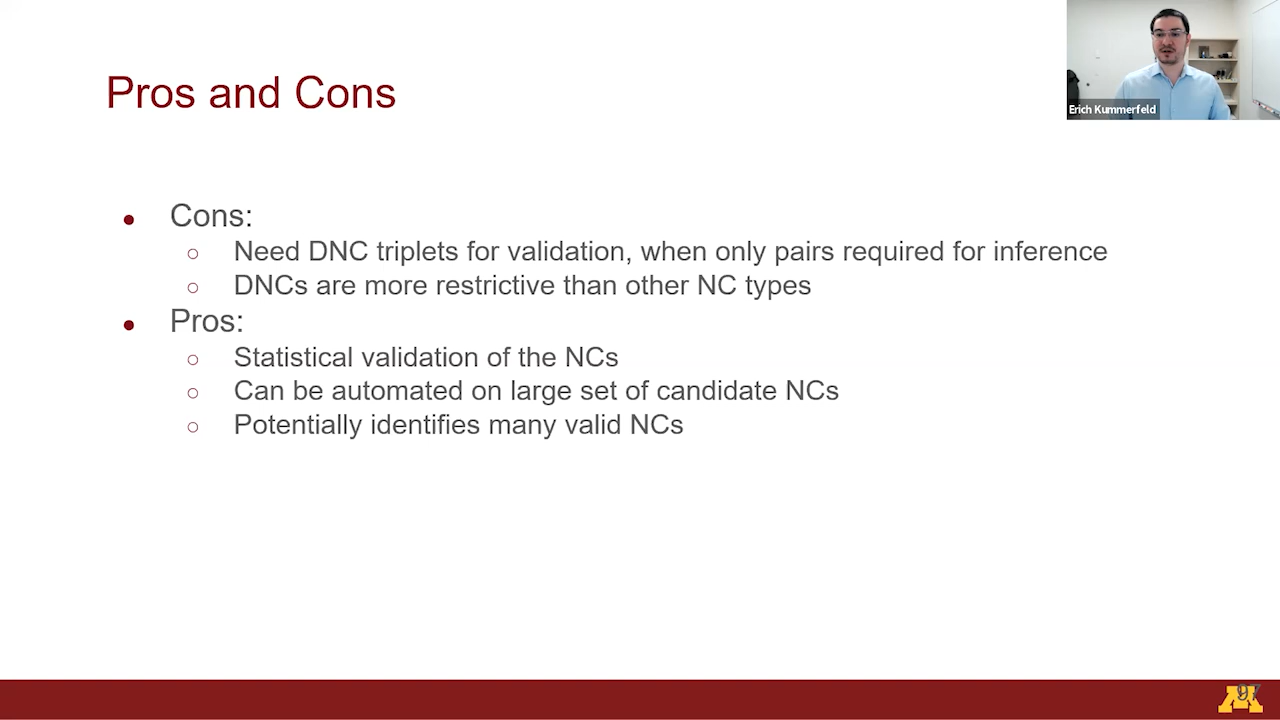 Pros and Cons
Erich Kummerfeld
● Cons:
○ Need DNC triplets for validation, when only pairs required for inference
○ DNCs are more restrictive than other NC types
● Pros:
○ Statistical validation of the NCs
○ Can be automated on large set of candidate NCs
○ Potentially identifies many valid NCs
97